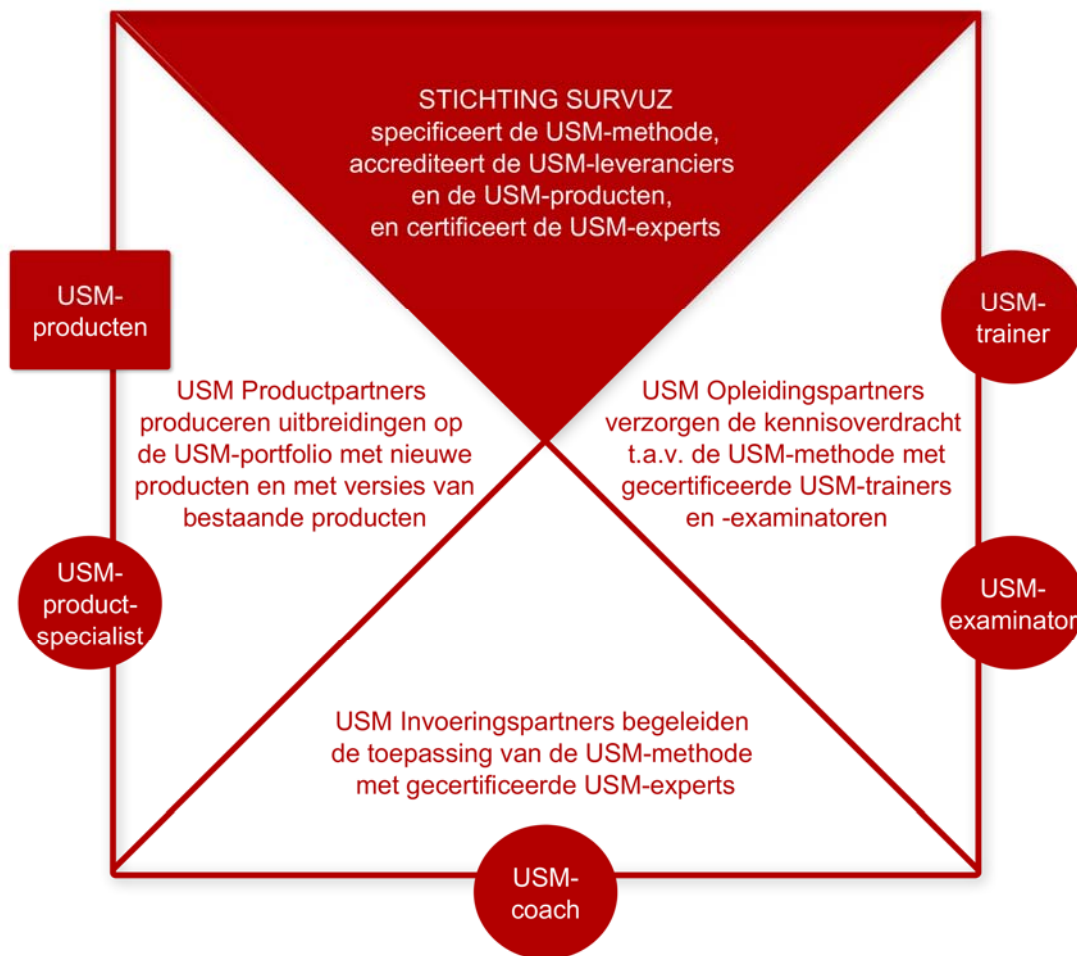 STICHTING SURVUZ
specificeert de USM-methode,
accrediteert de USM-leveranciers
en de USM-producten,
en certificeert de USM-experts
USM-
producten
USM-
trainer
USM Productpartners
produceren uitbreidingen op
de USM-portfolio met nieuwe
producten en met versies van
bestaande producten
USM Opleidingspartners
verzorgen de kennisoverdracht
t.a.v. de USM-methode met
gecertificeerde USM-trainers
en -examinatoren
USM-
product-
specialist
USM-
examinator
USM Invoeringspartners begeleiden
de toepassing van de USM-methode
met gecertificeerde USM-experts
USM-
coach